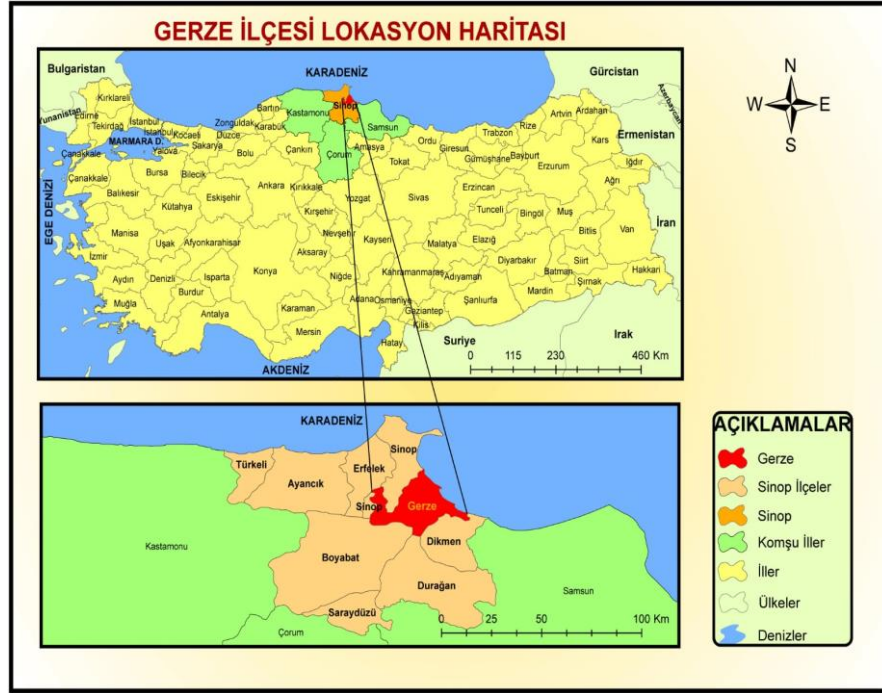 GERZE İLÇESİ LOKASYON HARİTASI
N
W E
S
Bulgaristan
KARADENİZ
Gürcistan
Yunanistan
Azerbaycan
Ermenistan
İran
Irak
Suriye
AKDENİZ
EGE DENİZİ
MARMARA D.
Kırklareli
Edirne
Tekirdağ
İstanbul
İstanbul
Kocaeli
Yalova
Sakarya
Düzce
Zonguldak
Bartın
Karabük
Bolu
Kastamonu
Sinop
Samsun
Çankırı
Çorum
Amasya
Tokat
Ordu
Giresun
Gümüşhane
Trabzon
Rize
Bayburt
Artvin
Ardahan
Kars
Iğdır
Ağrı
Erzurum
Erzincan
Çanakkale
Çanakkale
Balıkesir
Bursa
Bilecik
Kütahya
Eskişehir
Ankara
Kırıkkale
Kırşehir
Yozgat
Sivas
Tunceli
Bingöl
Muş
Bitlis
Van
Manisa
İzmir
Uşak
Afyonkarahisar
Konya
Aksaray
Nevşehir
Niğde
Kayseri
Malatya
Elazığ
Diyarbakır
Batman
Siirt
Şırnak
Hakkari
Mardin
Aydın
Muğla
Denizli
Burdur
Isparta
Antalya
Karaman
Mersin
Adana
Osmaniye
Kahramanmaraş
Adıyaman
Şanlıurfa
Gaziantep
Kilis
Hatay
0 115 230 460 Km
KARADENİZ
Sinop
Türkeli
Ayancık
Erfelek
Sinop
Gerze
Kastamonu
Boyabat
Dikmen
Durağan
Samsun
Saraydüzü
Çorum
0 25 50 100 Km
AÇIKLAMALAR
Gerze
Sinop İlçeler
Sinop
Komşu İller
İller
Ülkeler
Denizler